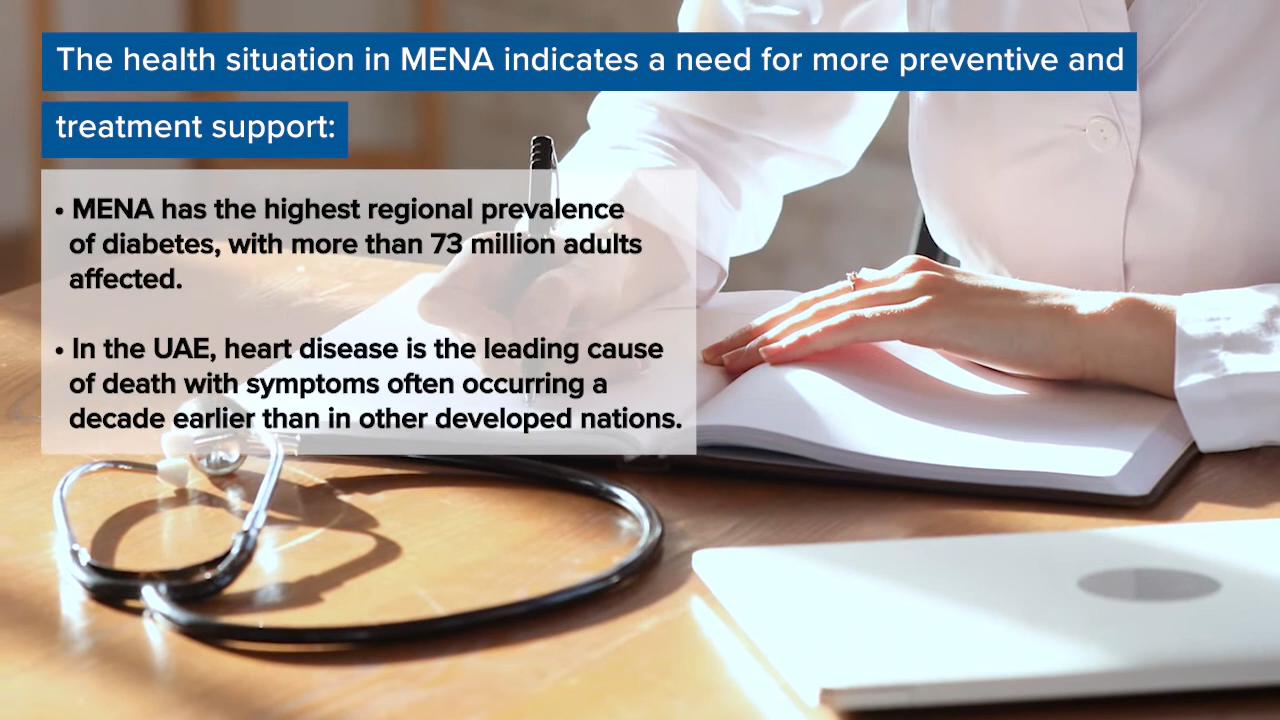 The health situation in MENA indicates a need for more preventive and
treatment support:
• MENA has the highest regional prevalence
of diabetes, with more than 73 million adults
affected.
• In the UAE, heart disease is the leading cause
of death with symptoms often occurring a
decade earlier than in other developed nations.